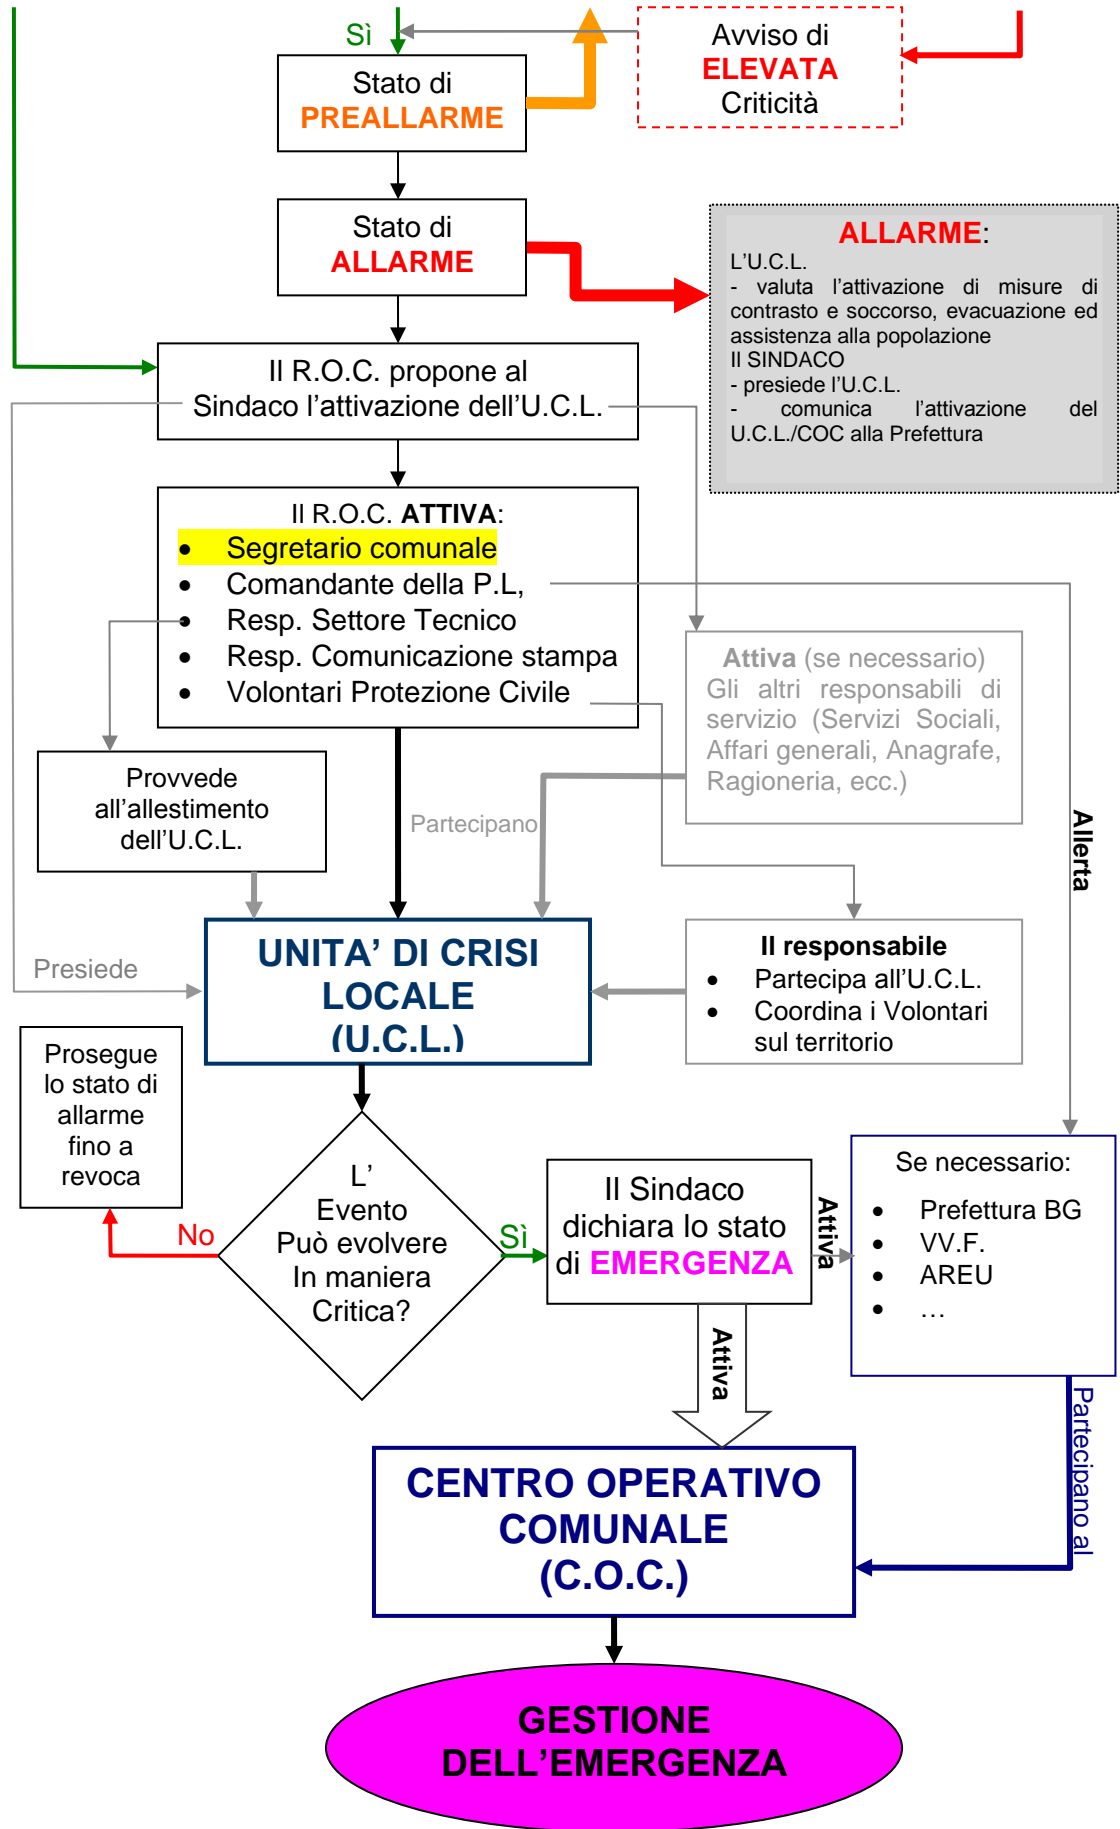 Sì
Avviso di
ELEVATA
Criticità
Stato di
PREALLARME
Stato di
ALLARME
ALLARME:
L’U.C.L.
- valuta l’attivazione di misure di
contrasto e soccorso, evacuazione ed
assistenza alla popolazione
Il SINDACO
- presiede l’U.C.L.
- comunica l’attivazione del
U.C.L./COC alla Prefettura
Il R.O.C. propone al
Sindaco l’attivazione dell’U.C.L.
Il R.O.C. ATTIVA:
• Segretario comunale
• Comandante della P.L,
• Resp. Settore Tecnico
• Resp. Comunicazione stampa
• Volontari Protezione Civile
Attiva (se necessario)
Gli altri responsabili di
servizio (Servizi Sociali,
Affari generali, Anagrafe,
Ragioneria, ecc.)
Provvede
all’allestimento
dell’U.C.L.
Partecipano
Allerta
UNITA’ DI CRISI
LOCALE
(U.C.L.)
Presiede
Il responsabile
• Partecipa all’U.C.L.
• Coordina i Volontari
sul territorio
Prosegue
lo stato di
allarme
fino a
revoca
L’
Evento
Può evolvere
In maniera
Critica?
No
Sì
Il Sindaco
dichiara lo stato
di EMERGENZA
Attiva
Se necessario:
• Prefettura BG
• VV.F.
• AREU
• …
Attiva
Partecipano al
CENTRO OPERATIVO
COMUNALE
(C.O.C.)
GESTIONE
DELL’EMERGENZA